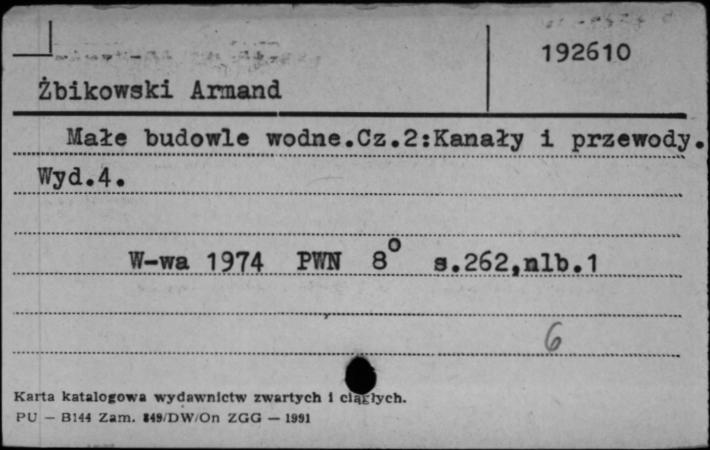 192610
Żbikowski Armand
Małe budowle wodne.Cz.2:Kanały i przewody.
Wyd.4.
W-wa 1974 PWN 8° s.262,nlb.1
6
Karta katalogowa wydawnictw zwartych i ciągłych.
PU — B144 Zam. 849/DW/On ZGG — 1991